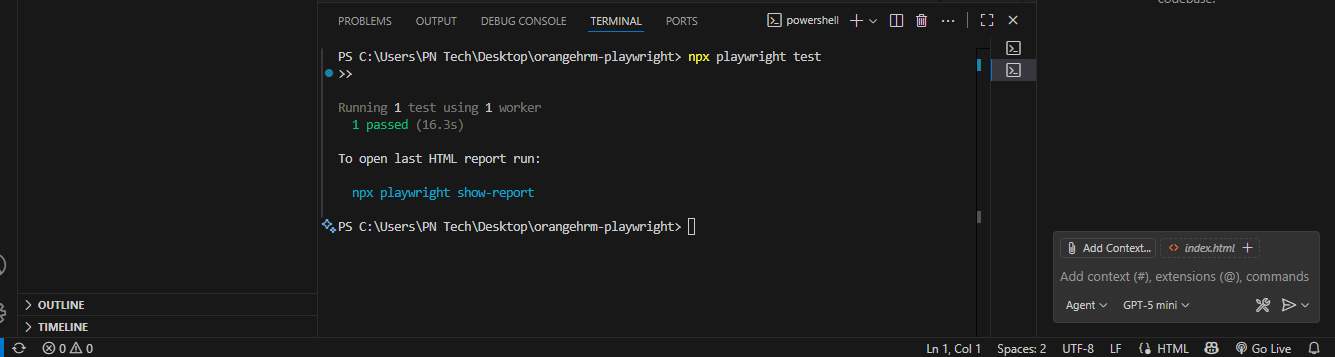 codebase.
PROBLEMS OUTPUT DEBUG CONSOLE TERMINAL PORTS powershell
PS C:\Users\PN Tech\Desktop\orangehrm-playwright> npx playwright test
>>
Running 1 test using 1 worker
1 passed (16.3s)
To open last HTML report run:
npx playwright show-report
PS C:\Users\PN Tech\Desktop\orangehrm-playwright>
Add Context... index.html
Add context (#), extensions (@), commands
Agent GPT-5 mini
OUTLINE
TIMELINE
0 0 Ln 1, Col 1 Spaces: 2 UTF-8 LF HTML Go Live